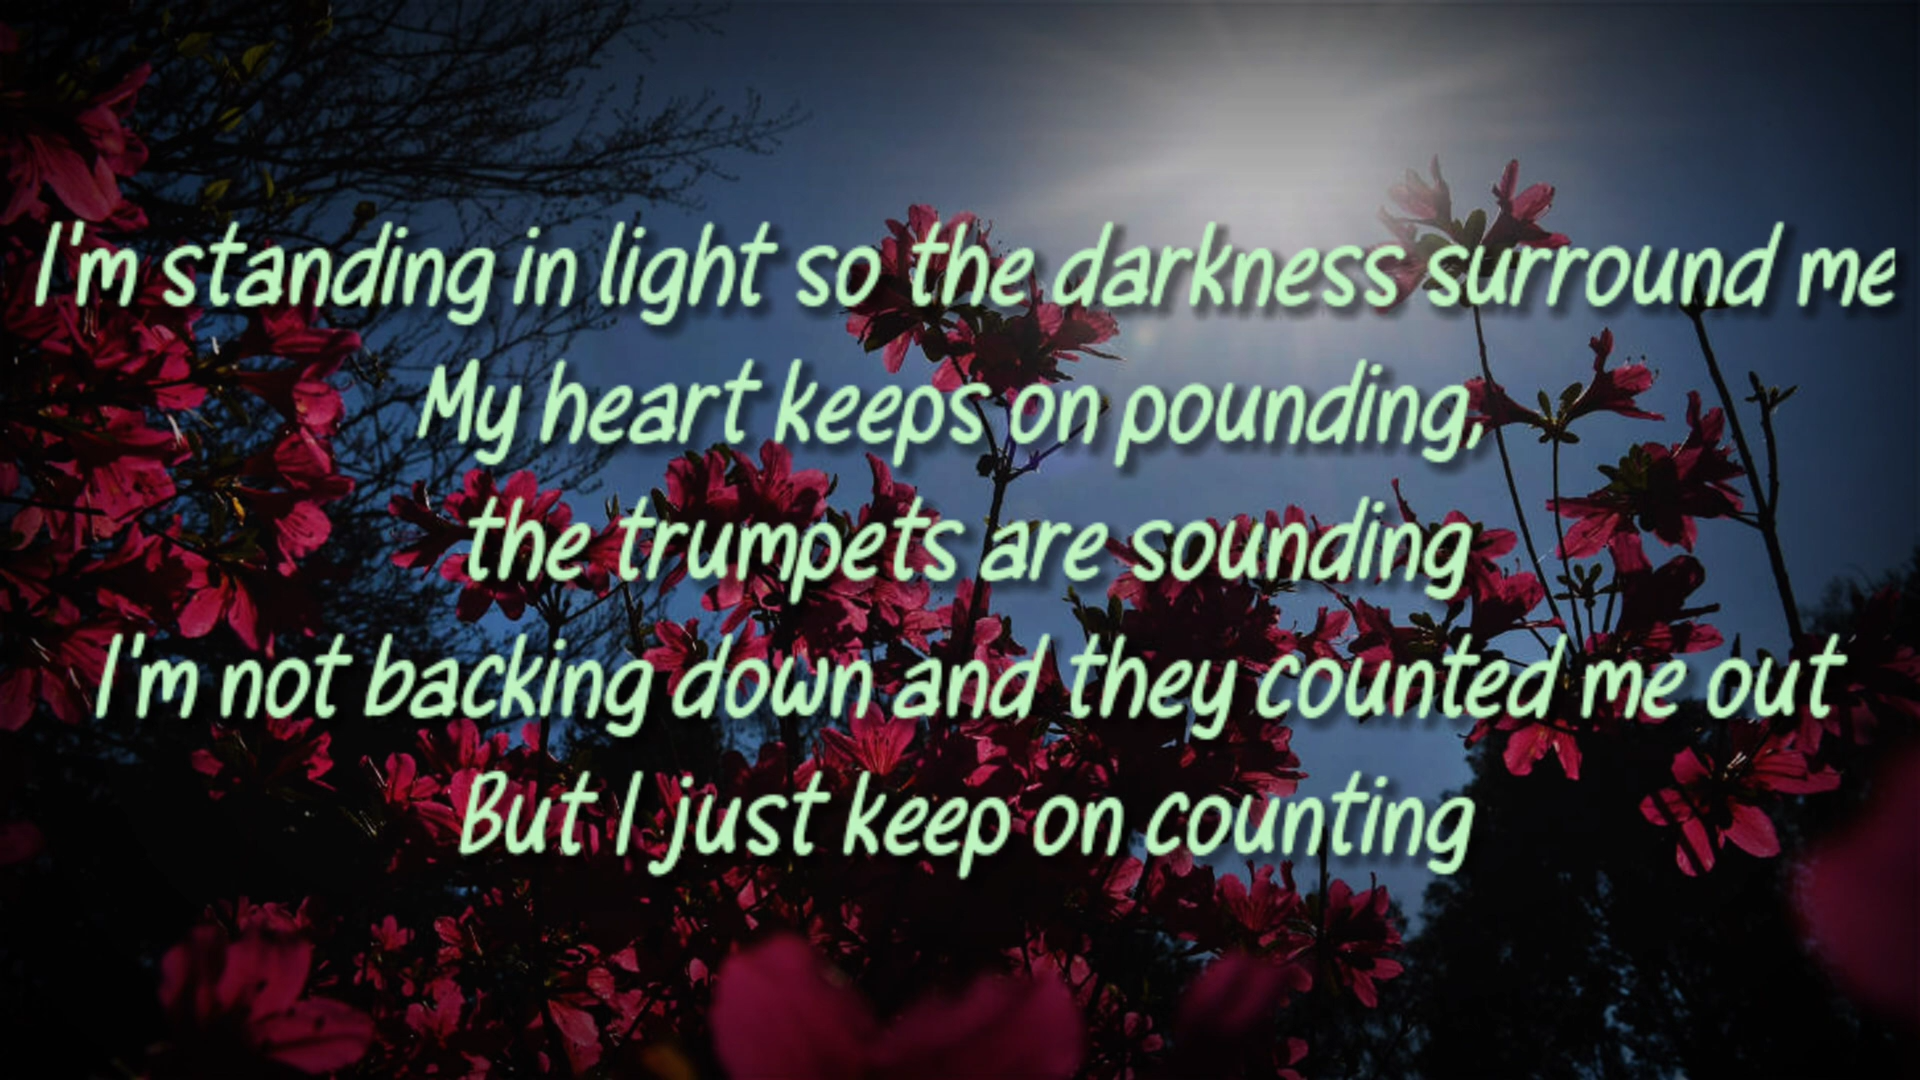 I'm standing in light so the darkness surround me
My heart keeps on pounding,
the trumpets are sounding
I'm not backing down and they counted me out
But I just keep on counting